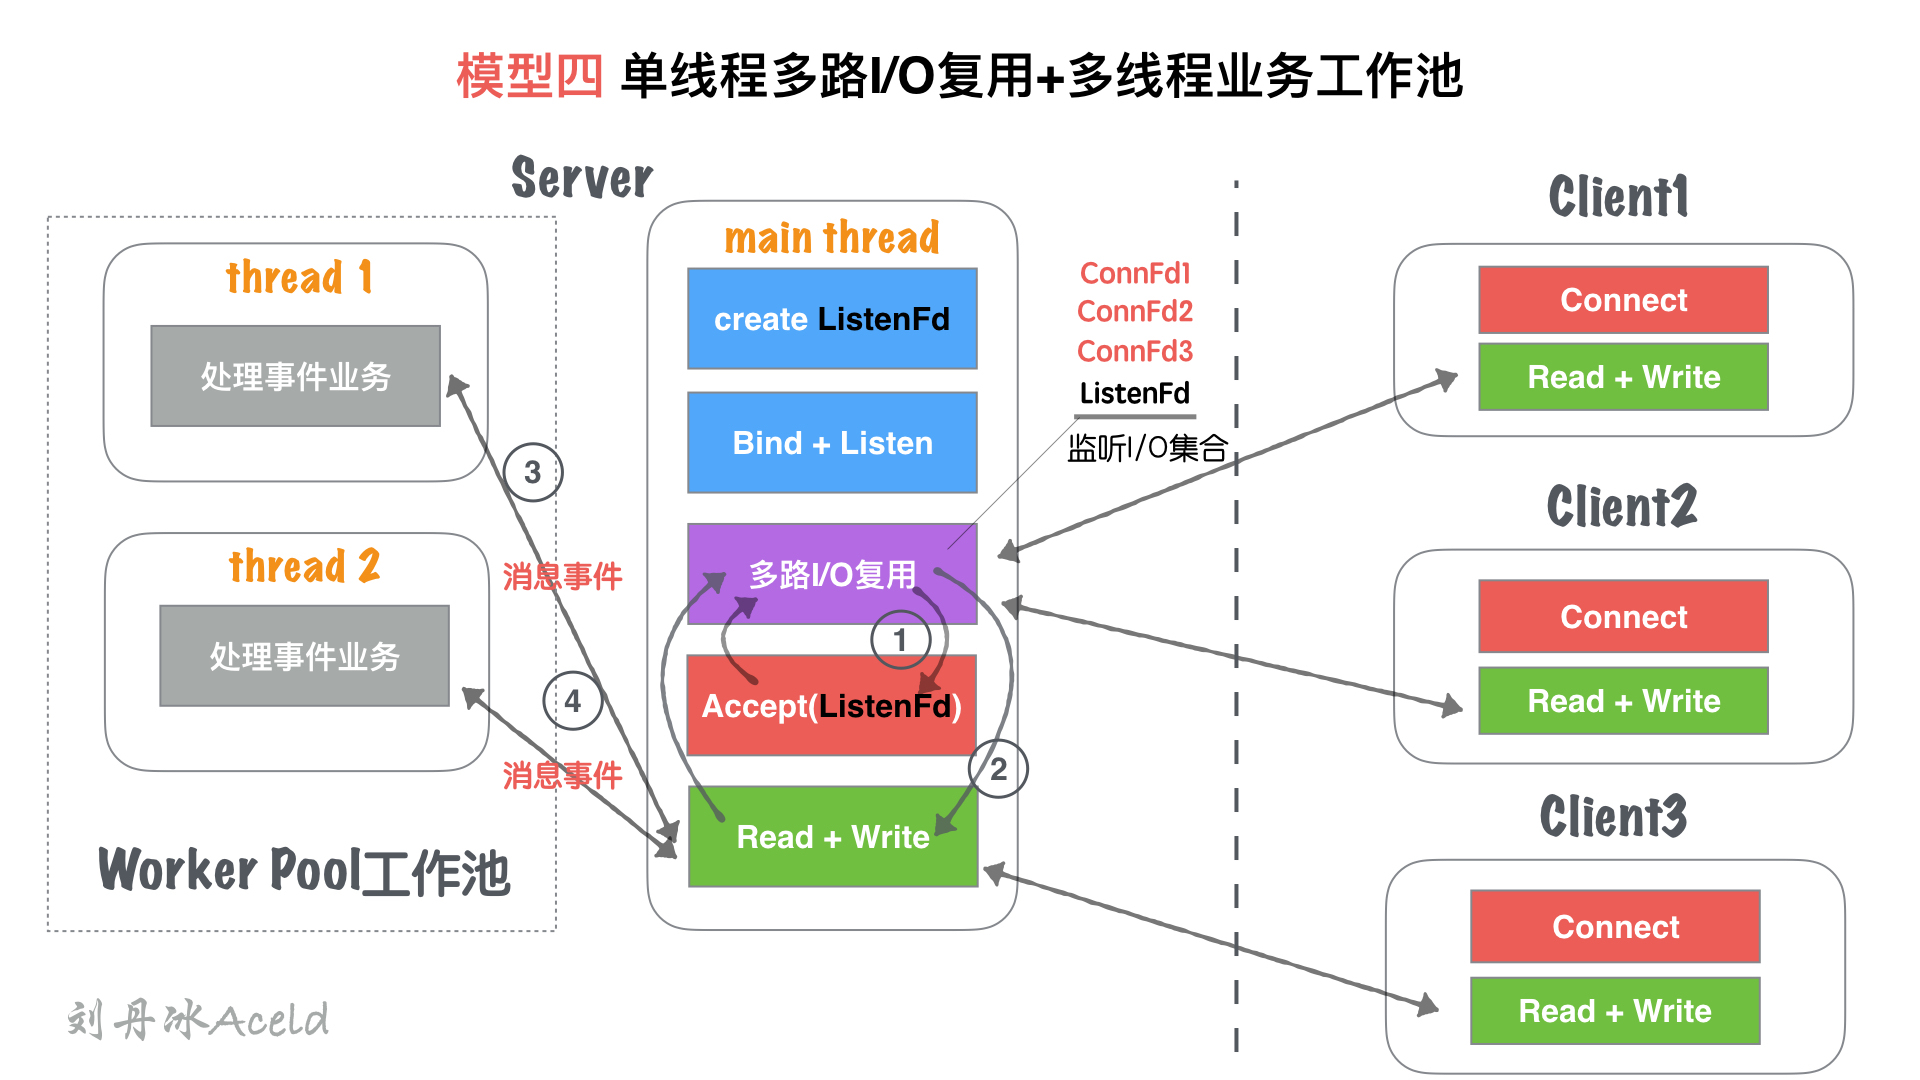 模型四 单线程多路I/O复用+多线程业务工作池
Server
Worker Pool工作池
thread 1
处理事件业务
thread 2
处理事件业务
3
消息事件
4
消息事件
main thread
create ListenFd
Bind + Listen
多路I/O复用
1
Accept(ListenFd)
2
Read + Write
ConnFd1
ConnFd2
ConnFd3
ListenFd
监听I/O集合
Client1
Connect
Read + Write
Client2
Connect
Read + Write
Client3
Connect
Read + Write
刘丹冰Aceld